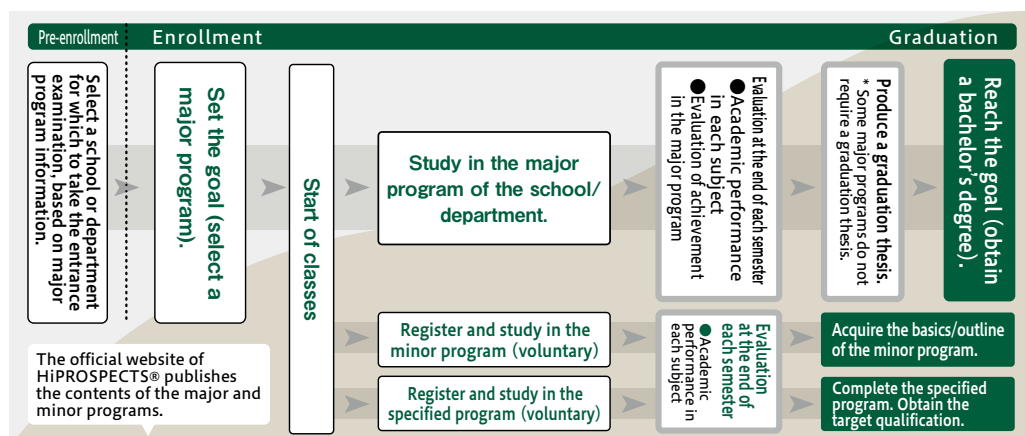 Pre-enrollment
Enrollment
Graduation
Select a school or department
for which to take the entrance
examination, based on major
program information.
Set the goal (select a
major program).
Start of classes
Study in the major
program of the school/
department.
Evaluation at the end of each semester
●Academic performance
in each subject
●Evaluation of achievement
in the major program
Produce a graduation thesis.
* Some major programs do not
require a graduation thesis.
Reach the goal (obtain
a bachelor's degree).
Register and study in the
minor program (voluntary)
Register and study in the
specified program (voluntary)
Evaluation
at the end of
each semester
●Academic
performance in
each subject
Acquire the basics/outline
of the minor program.
Complete the specified
program. Obtain the
target qualification.
The official website of
HiPROSPECTS® publishes
the contents of the major and
minor programs.